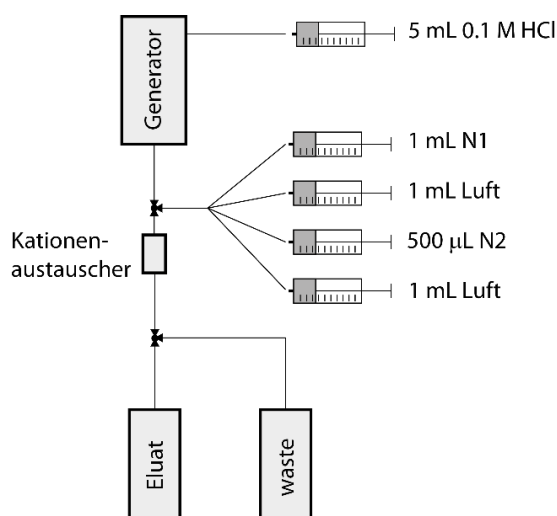 Generator
5 mL 0.1 M HCl
1 mL N1
1 mL Luft
500 µL N2
1 mL Luft
Kationen-
austauscher
Eluat
waste